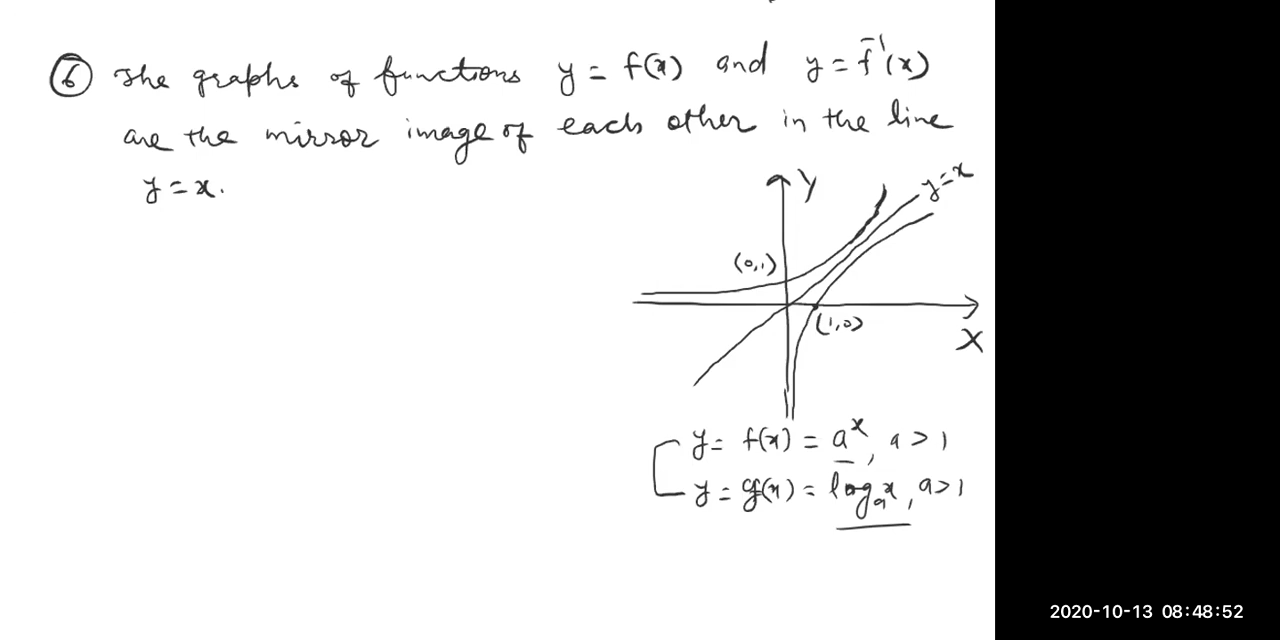 ⑥ The graphs of functions y = f(x) and y = f⁻¹(x)
are the mirror image of each other in the line
y = x.
y = x
Y
(0,1)
(1,0)
X
y = f(x) = aˣ, a > 1
y = g(x) = logₐx, a > 1
2020-10-13 08:48:52